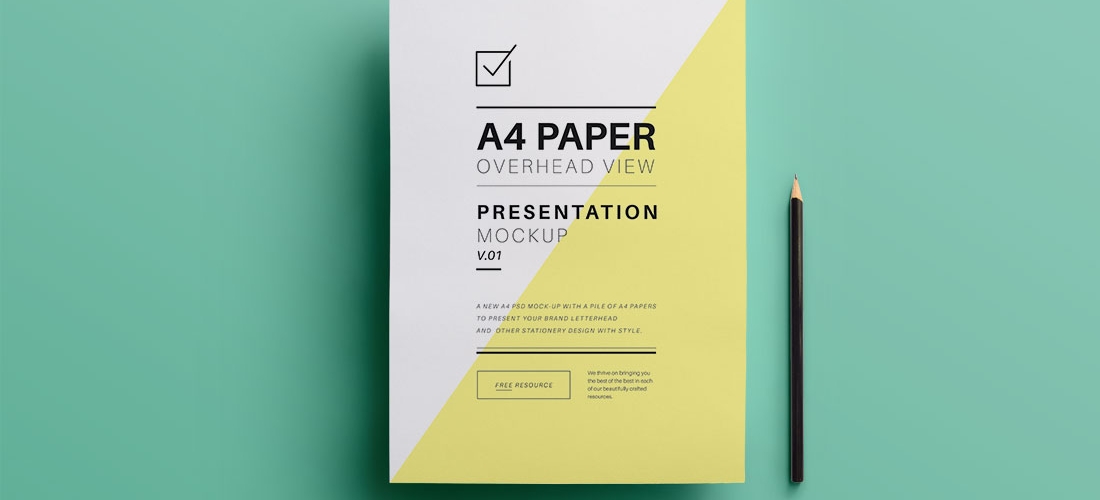 A4 PAPER
OVERHEAD VIEW
PRESENTATION
MOCKUP
V.01
A NEW A4 PSD MOCK-UP WITH A PILE OF A4 PAPERS
TO PRESENT YOUR BRAND LETTERHEAD
AND OTHER STATIONERY DESIGN WITH STYLE.
FREE RESOURCE
We thrive on bringing you
the best of the best in each
of our beautifully crafted
resources.